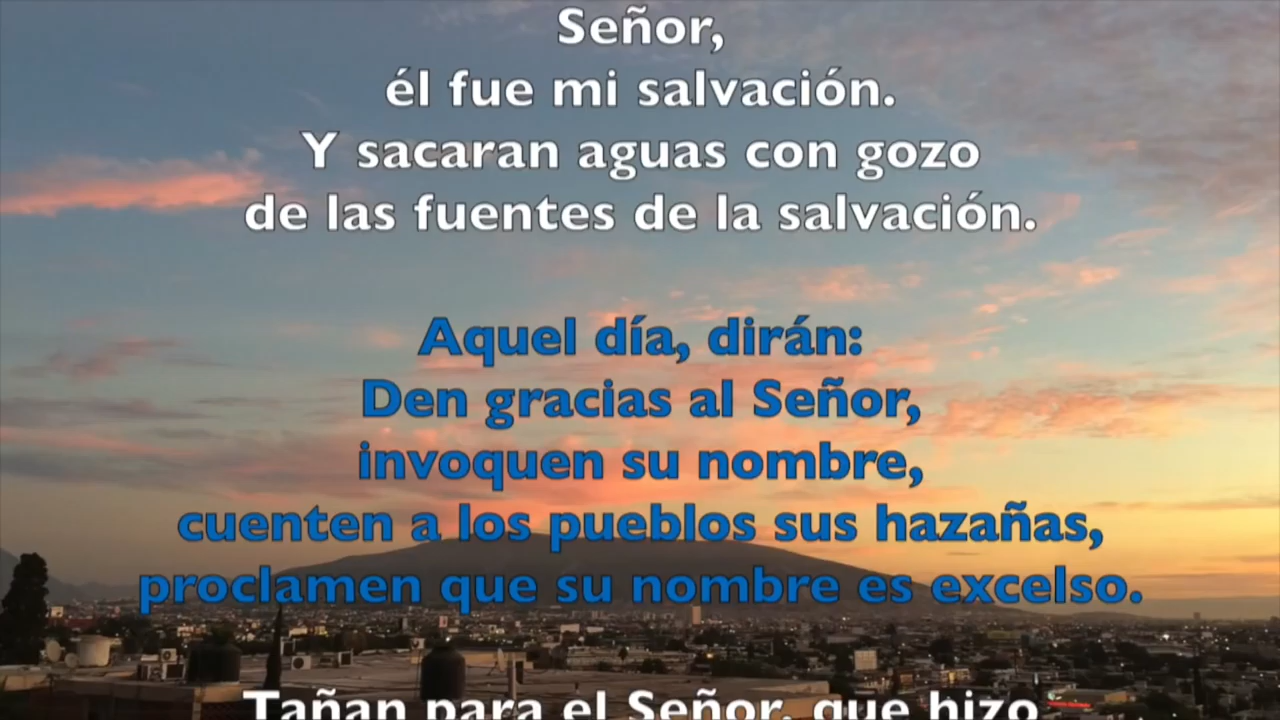 Señor,
él fue mi salvación.
Y sacaran aguas con gozo
de las fuentes de la salvación.
Aquel día, dirán:
Den gracias al Señor,
invoquen su nombre,
cuenten a los pueblos sus hazañas,
proclamen que su nombre es excelso.
Tañan para el Señor, que hizo